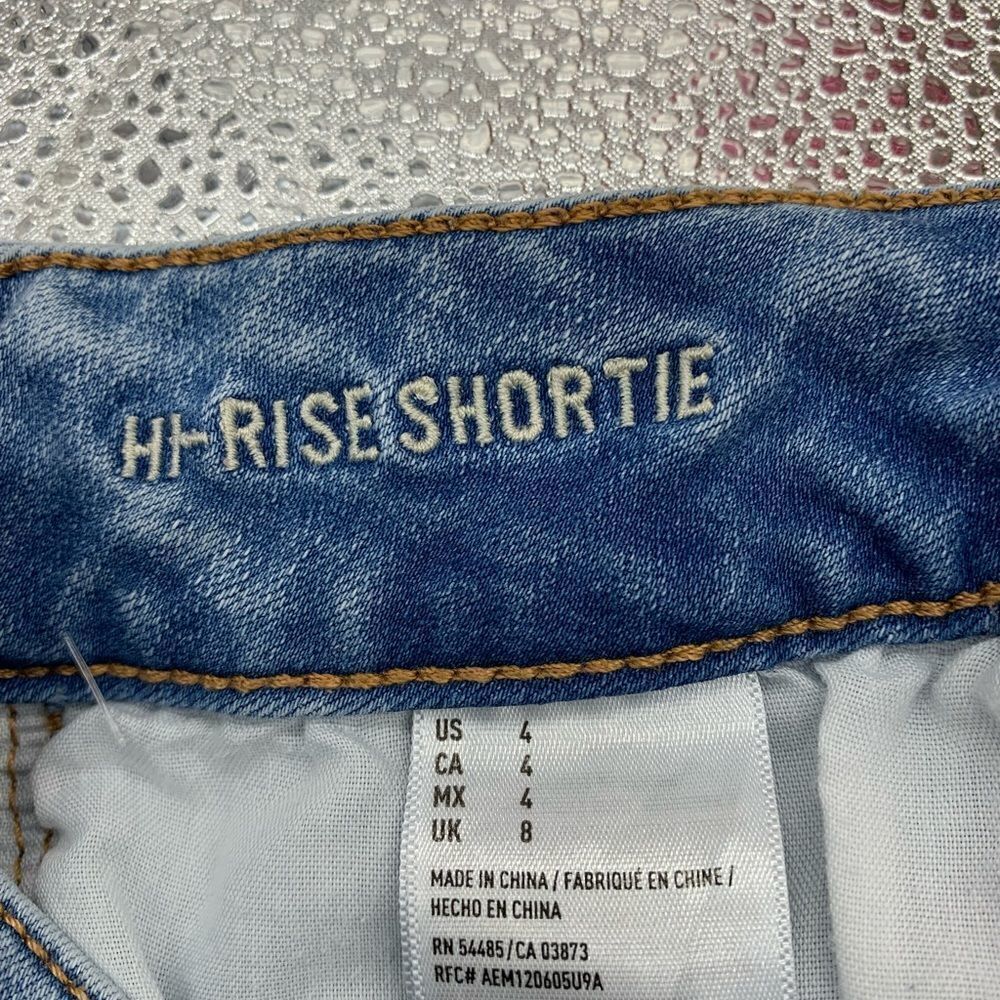 HI-RISE SHORTIE
US 4
CA 4
MX 4
UK 8
MADE IN CHINA / FABRIQUÉ EN CHINE /
HECHO EN CHINA
RN 54485/CA 03873
RFC# AEM120605U9A